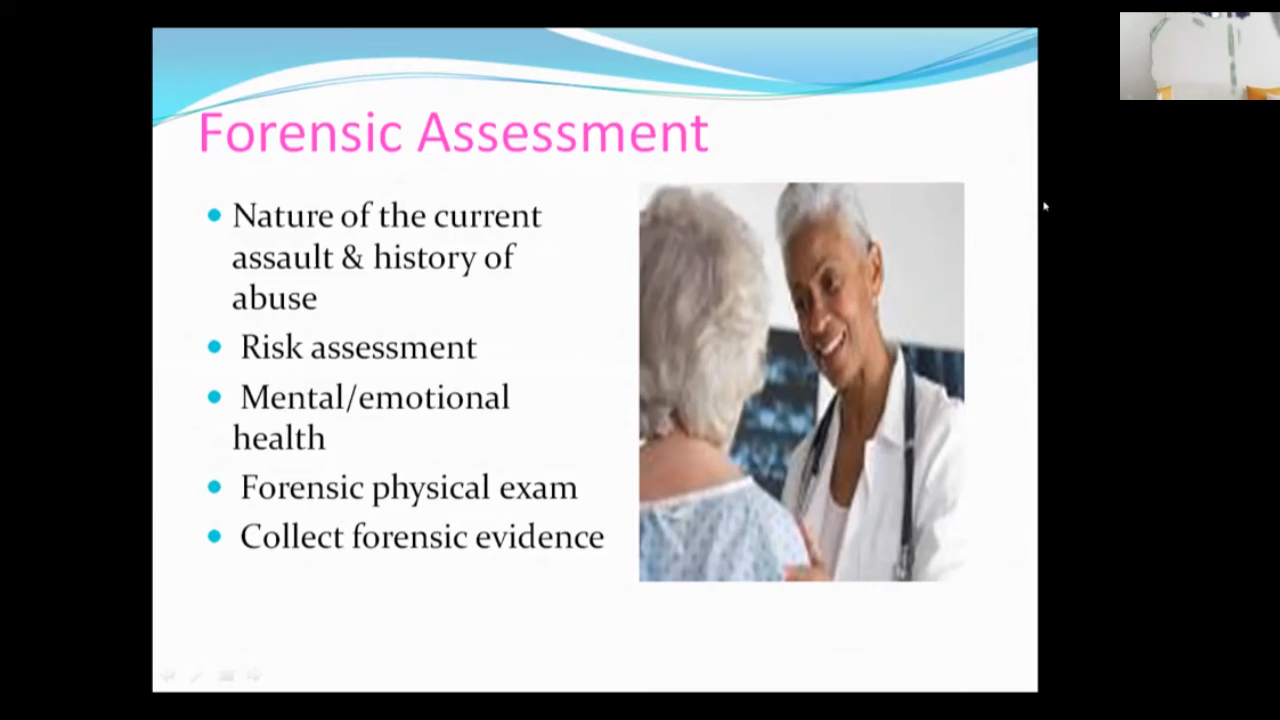 Forensic Assessment
Nature of the current
assault & history of
abuse
Risk assessment
Mental/emotional
health
Forensic physical exam
Collect forensic evidence